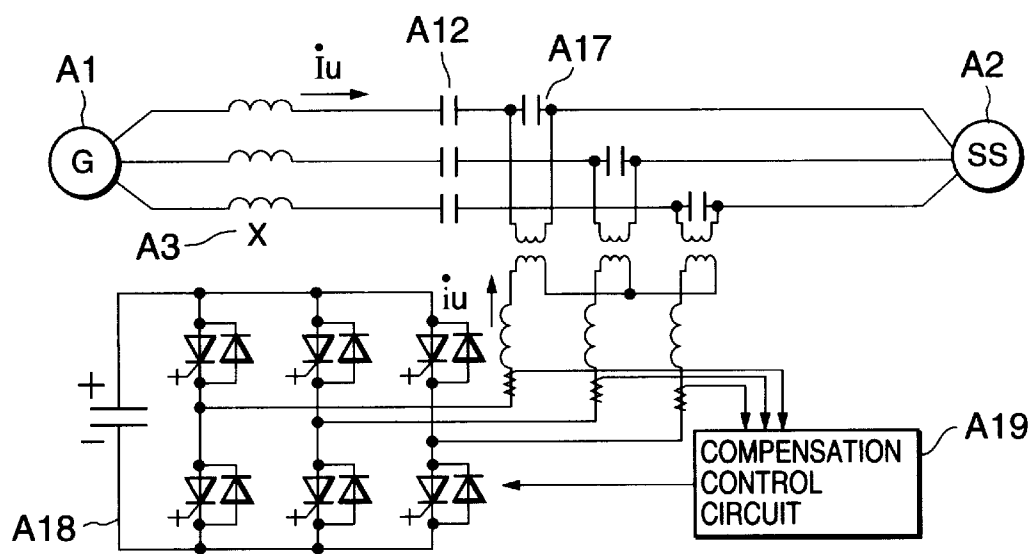 A12
A17
A1
İu
A2
G
SS
A3
X
iu
+
−
A19
COMPENSATION
CONTROL
CIRCUIT
A18